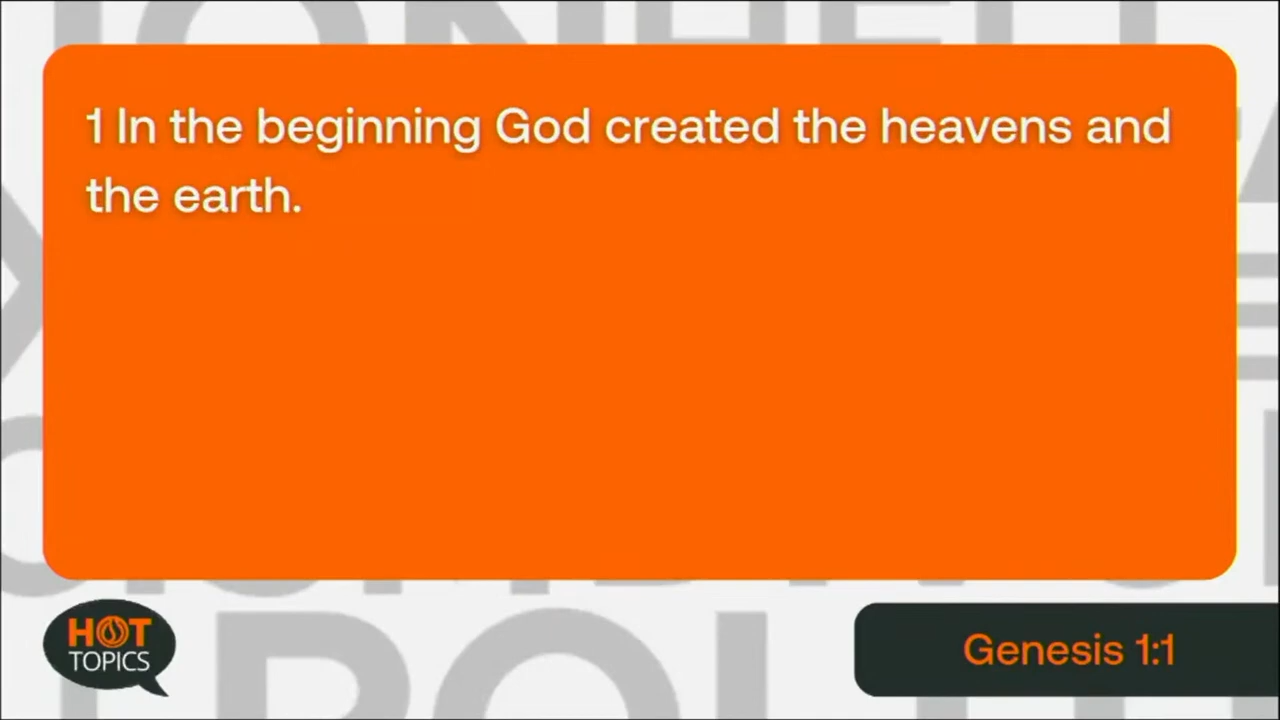 1 In the beginning God created the heavens and
the earth.
HOT
TOPICS
Genesis 1:1